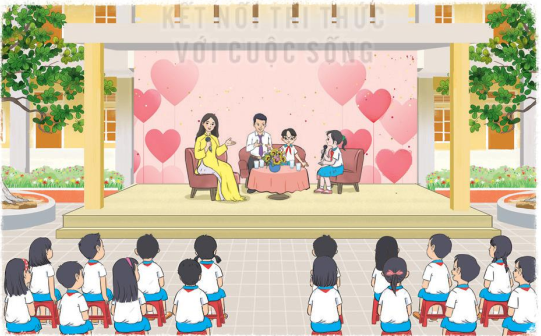 KẾT NỐI TRI THỨC
VỚI CUỘC SỐNG